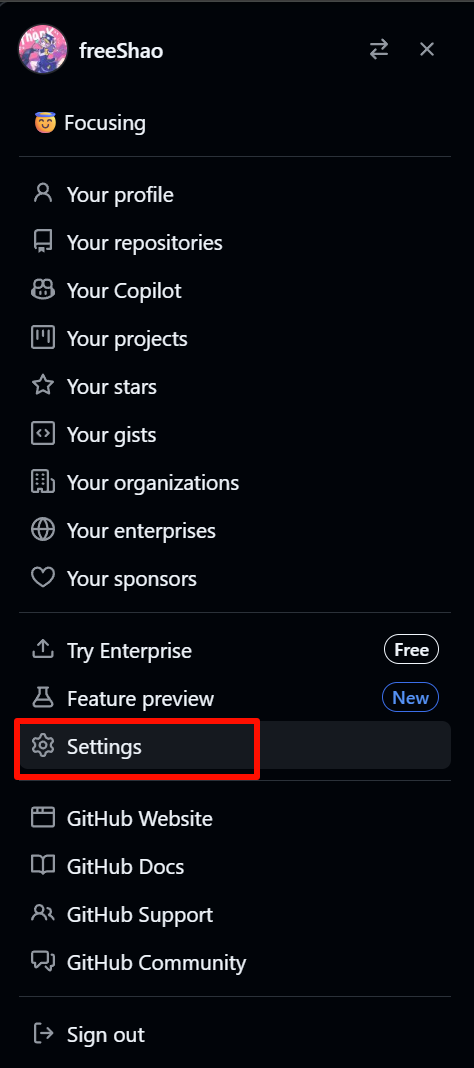 freeShao
Focusing
Your profile
Your repositories
Your Copilot
Your projects
Your stars
Your gists
Your organizations
Your enterprises
Your sponsors
Try Enterprise Free
Feature preview New
Settings
GitHub Website
GitHub Docs
GitHub Support
GitHub Community
Sign out